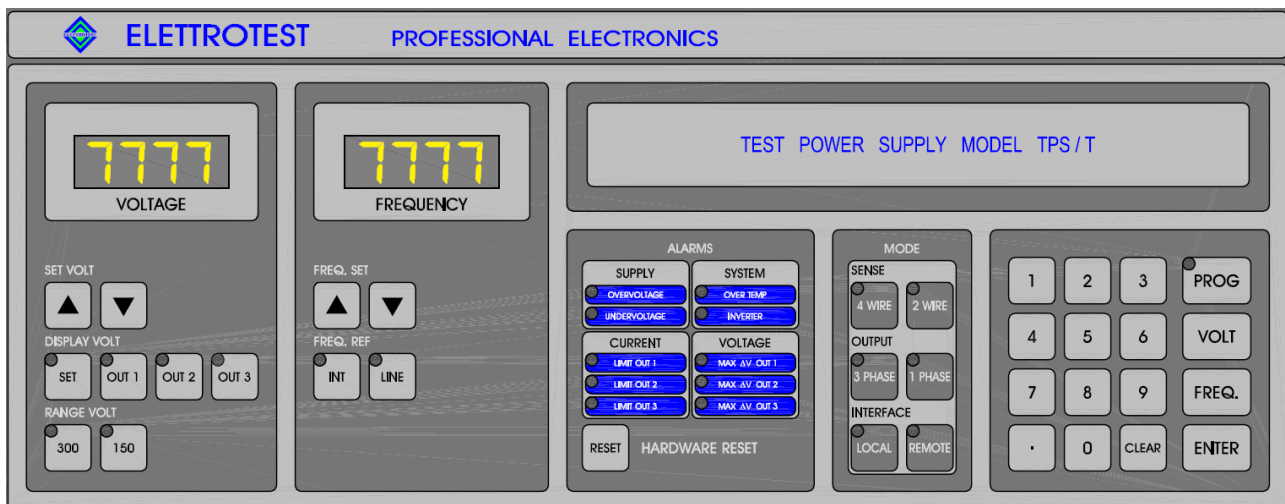 ELETTROTEST PROFESSIONAL ELECTRONICS
7777
VOLTAGE
SET VOLT
▲ ▼
DISPLAY VOLT
SET OUT 1 OUT 2 OUT 3
RANGE VOLT
300 150
7777
FREQUENCY
FREQ. SET
▲ ▼
FREQ. REF
INT LINE
TEST POWER SUPPLY MODEL TPS / T
ALARMS
SUPPLY
OVERVOLTAGE
UNDERVOLTAGE
SYSTEM
OVER TEMP
INVERTER
CURRENT
LIMIT OUT 1
LIMIT OUT 2
LIMIT OUT 3
VOLTAGE
MAX ΔV OUT 1
MAX ΔV OUT 2
MAX ΔV OUT 3
RESET HARDWARE RESET
MODE
SENSE
4 WIRE 2 WIRE
OUTPUT
3 PHASE 1 PHASE
INTERFACE
LOCAL REMOTE
1 2 3 PROG
4 5 6 VOLT
7 8 9 FREQ.
. 0 CLEAR ENTER